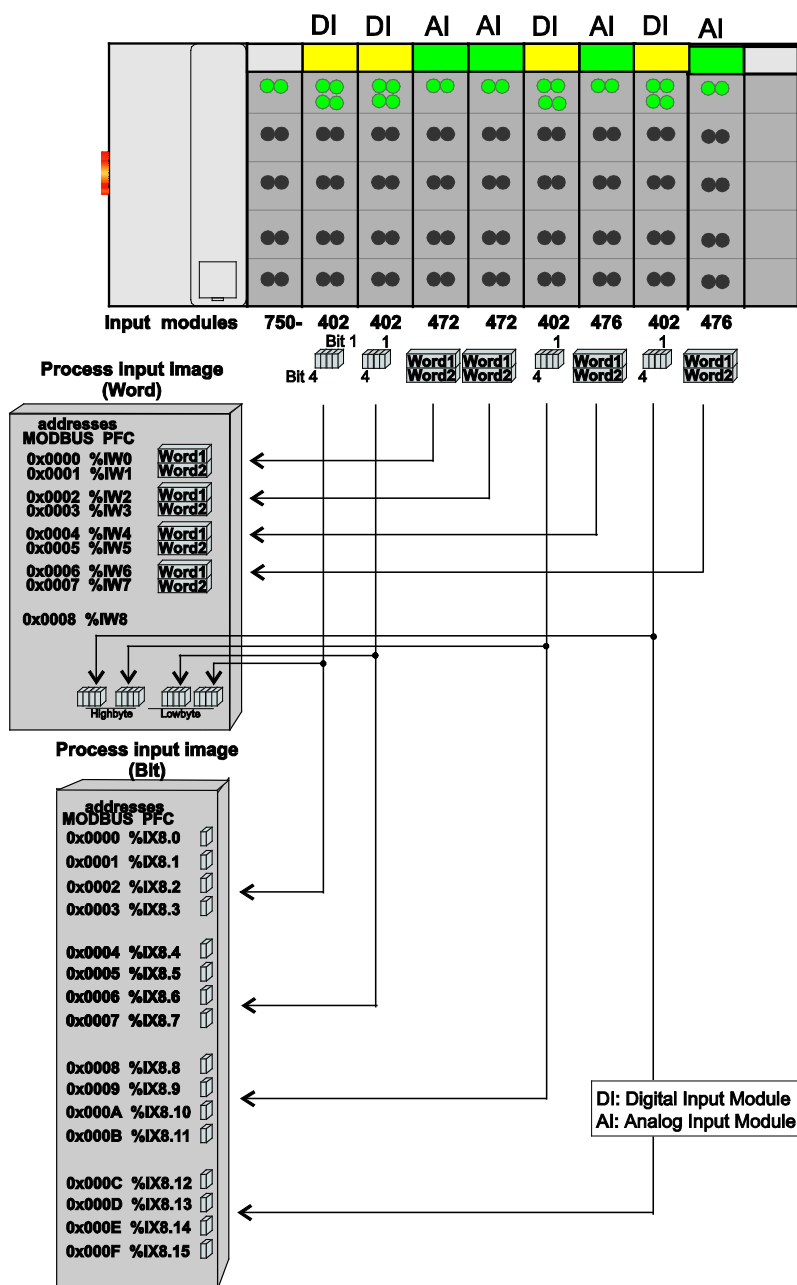 DI DI AI AI DI AI DI AI
Input modules 750- 402 402 472 472 402 476 402 476
Bit 1 1 1 1
Bit 4 4 4 4
Word1 Word1 Word1 Word1
Word2 Word2 Word2 Word2
Process input image
(Word)
addresses
MODBUS PFC
0x0000 %IW0 Word1
0x0001 %IW1 Word2
0x0002 %IW2 Word1
0x0003 %IW3 Word2
0x0004 %IW4 Word1
0x0005 %IW5 Word2
0x0006 %IW6 Word1
0x0007 %IW7 Word2
0x0008 %IW8
Highbyte Lowbyte
Process input image
(Bit)
addresses
MODBUS PFC
0x0000 %IX8.0
0x0001 %IX8.1
0x0002 %IX8.2
0x0003 %IX8.3
0x0004 %IX8.4
0x0005 %IX8.5
0x0006 %IX8.6
0x0007 %IX8.7
0x0008 %IX8.8
0x0009 %IX8.9
0x000A %IX8.10
0x000B %IX8.11
0x000C %IX8.12
0x000D %IX8.13
0x000E %IX8.14
0x000F %IX8.15
DI: Digital Input Module
AI: Analog Input Module